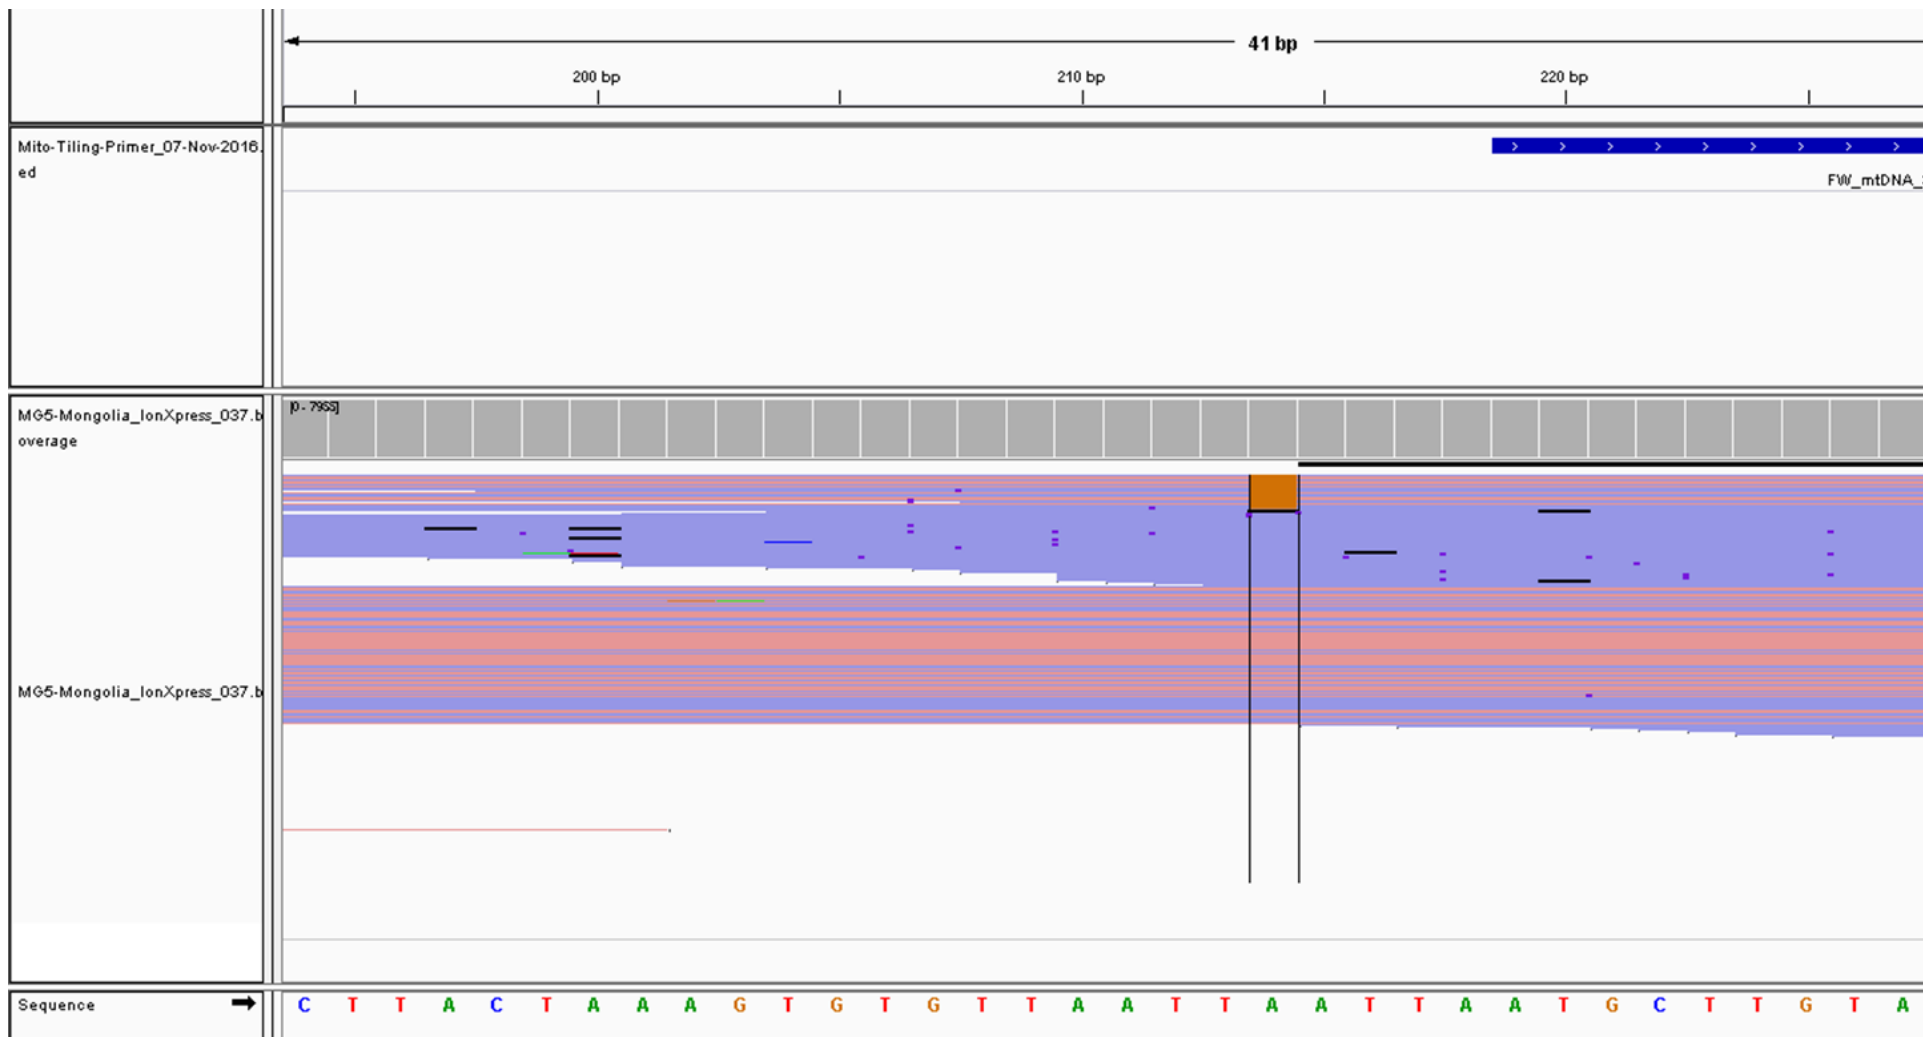 41 bp
200 bp 210 bp 220 bp
Mito-Tiling-Primer_07-Nov-2016.
ed
FW_mtDNA_
MG5-Mongolia_IonXpress_037.b
overage
[0 - 7955]
MG5-Mongolia_IonXpress_037.b
Sequence C T T A C T A A A G T G T G T T A A T T A A T T A A T G C T T G T A